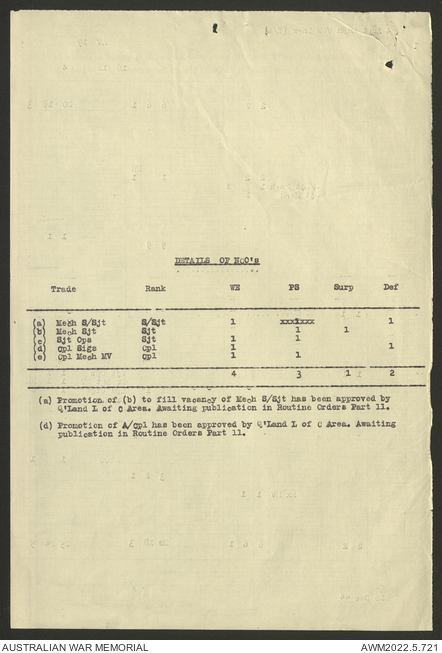 DETAILS OF NCO's
Trade Rank WE PS Surp Def
(a) Mech S/Sjt S/Sjt 1 xxx1xxx 1
(b) Mech Sjt Sjt 1 1
(c) Sjt Ops Sjt 1 1
(d) Cpl Sigs Cpl 1 1
(e) Cpl Mech MV Cpl 1 1
4 3 1 2
(a) Promotion of (b) to fill vacancy of Mech S/Sjt has been approved by
Q'Land L of C Area. Awaiting publication in Routine Orders Part 11.
(d) Promotion of A/Cpl has been approved by Q'Land L of C Area. Awaiting
publication in Routine Orders Part 11.
AUSTRALIAN WAR MEMORIAL AWM2022.5.721